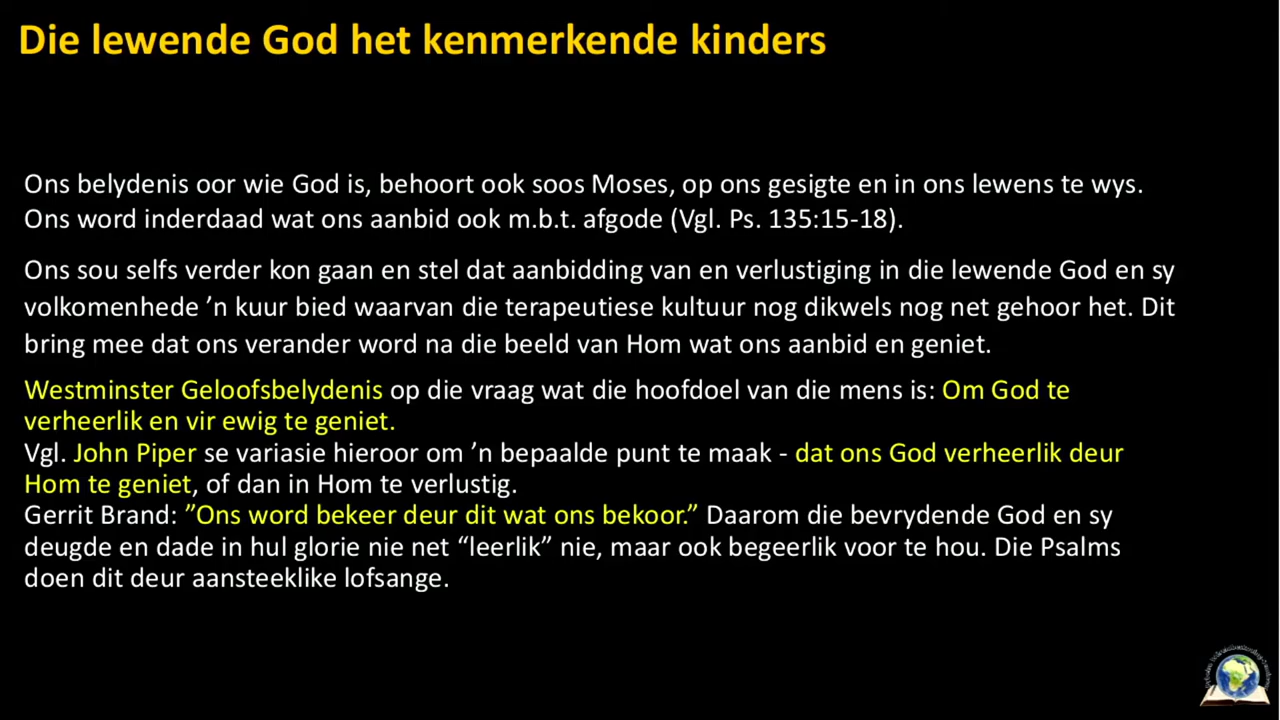 Die lewende God het kenmerkende kinders
Ons belydenis oor wie God is, behoort ook soos Moses, op ons gesigte en in ons lewens te wys.
Ons word inderdaad wat ons aanbid ook m.b.t. afgode (Vgl. Ps. 135:15-18).
Ons sou selfs verder kon gaan en stel dat aanbidding van en verlustiging in die lewende God en sy
volkomenhede ’n kuur bied waarvan die terapeutiese kultuur nog dikwels nog net gehoor het. Dit
bring mee dat ons verander word na die beeld van Hom wat ons aanbid en geniet.
Westminster Geloofsbelydenis op die vraag wat die hoofdoel van die mens is: Om God te
verheerlik en vir ewig te geniet.
Vgl. John Piper se variasie hieroor om ’n bepaalde punt te maak - dat ons God verheerlik deur
Hom te geniet, of dan in Hom te verlustig.
Gerrit Brand: ”Ons word bekeer deur dit wat ons bekoor.” Daarom die bevrydende God en sy
deugde en dade in hul glorie nie net “leerlik” nie, maar ook begeerlik voor te hou. Die Psalms
doen dit deur aansteeklike lofsange.